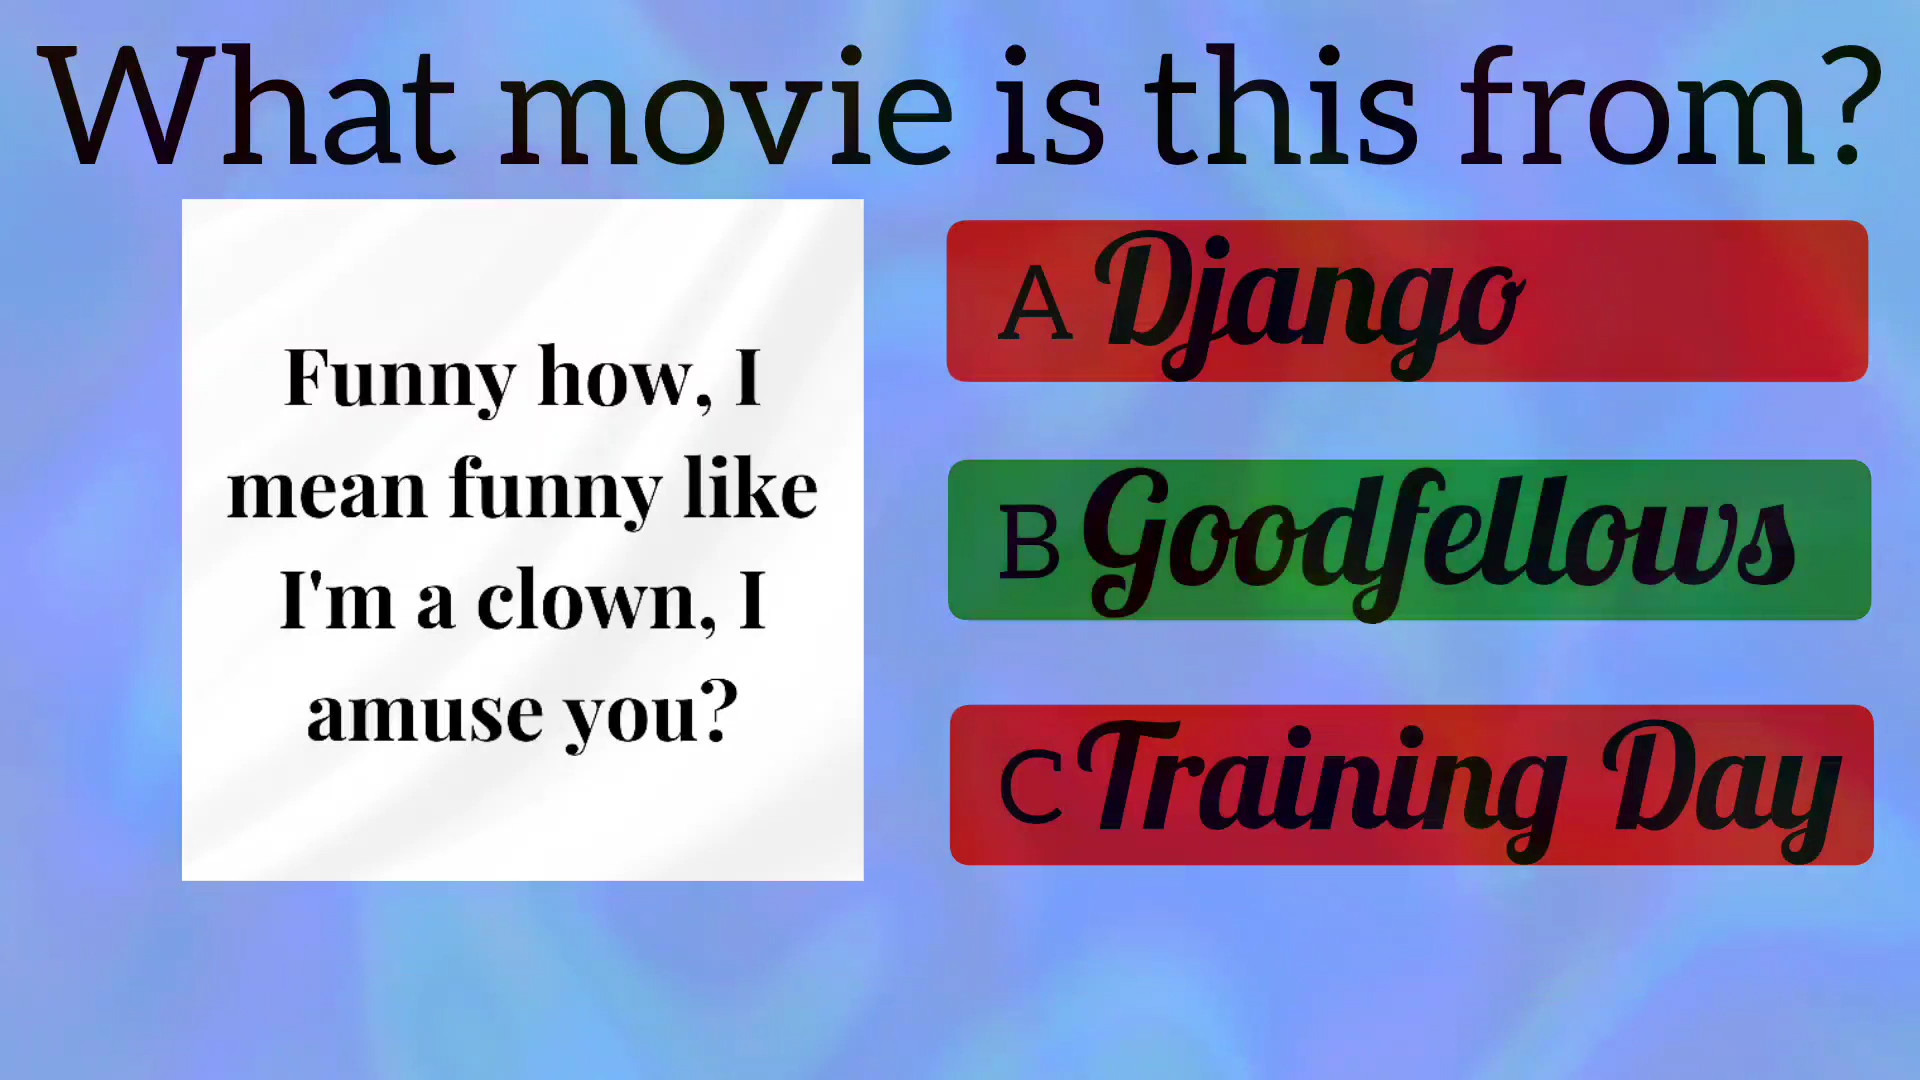 What movie is this from?
Funny how, I
mean funny like
I'm a clown, I
amuse you?
A Django
B Goodfellows
C Training Day